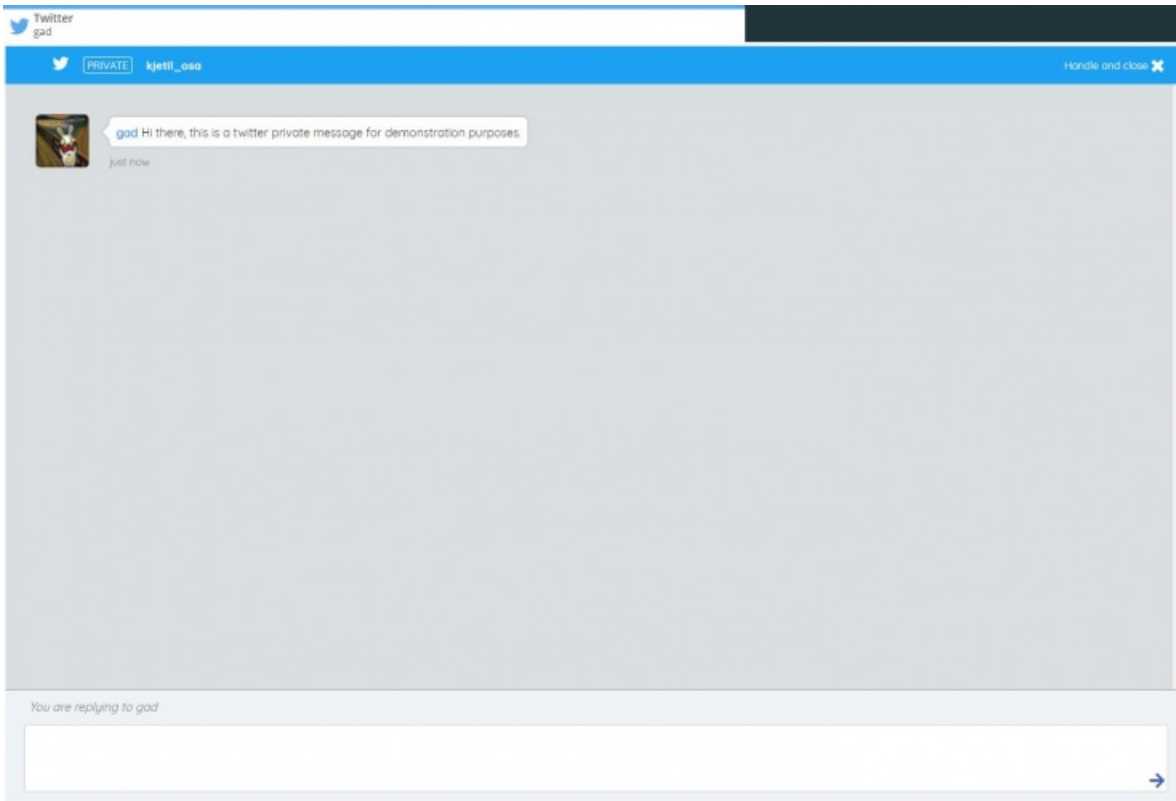 Twitter
gad
PRIVATE kjetil_osa Handle and close
gad Hi there, this is a twitter private message for demonstration purposes.
just now
You are replying to gad